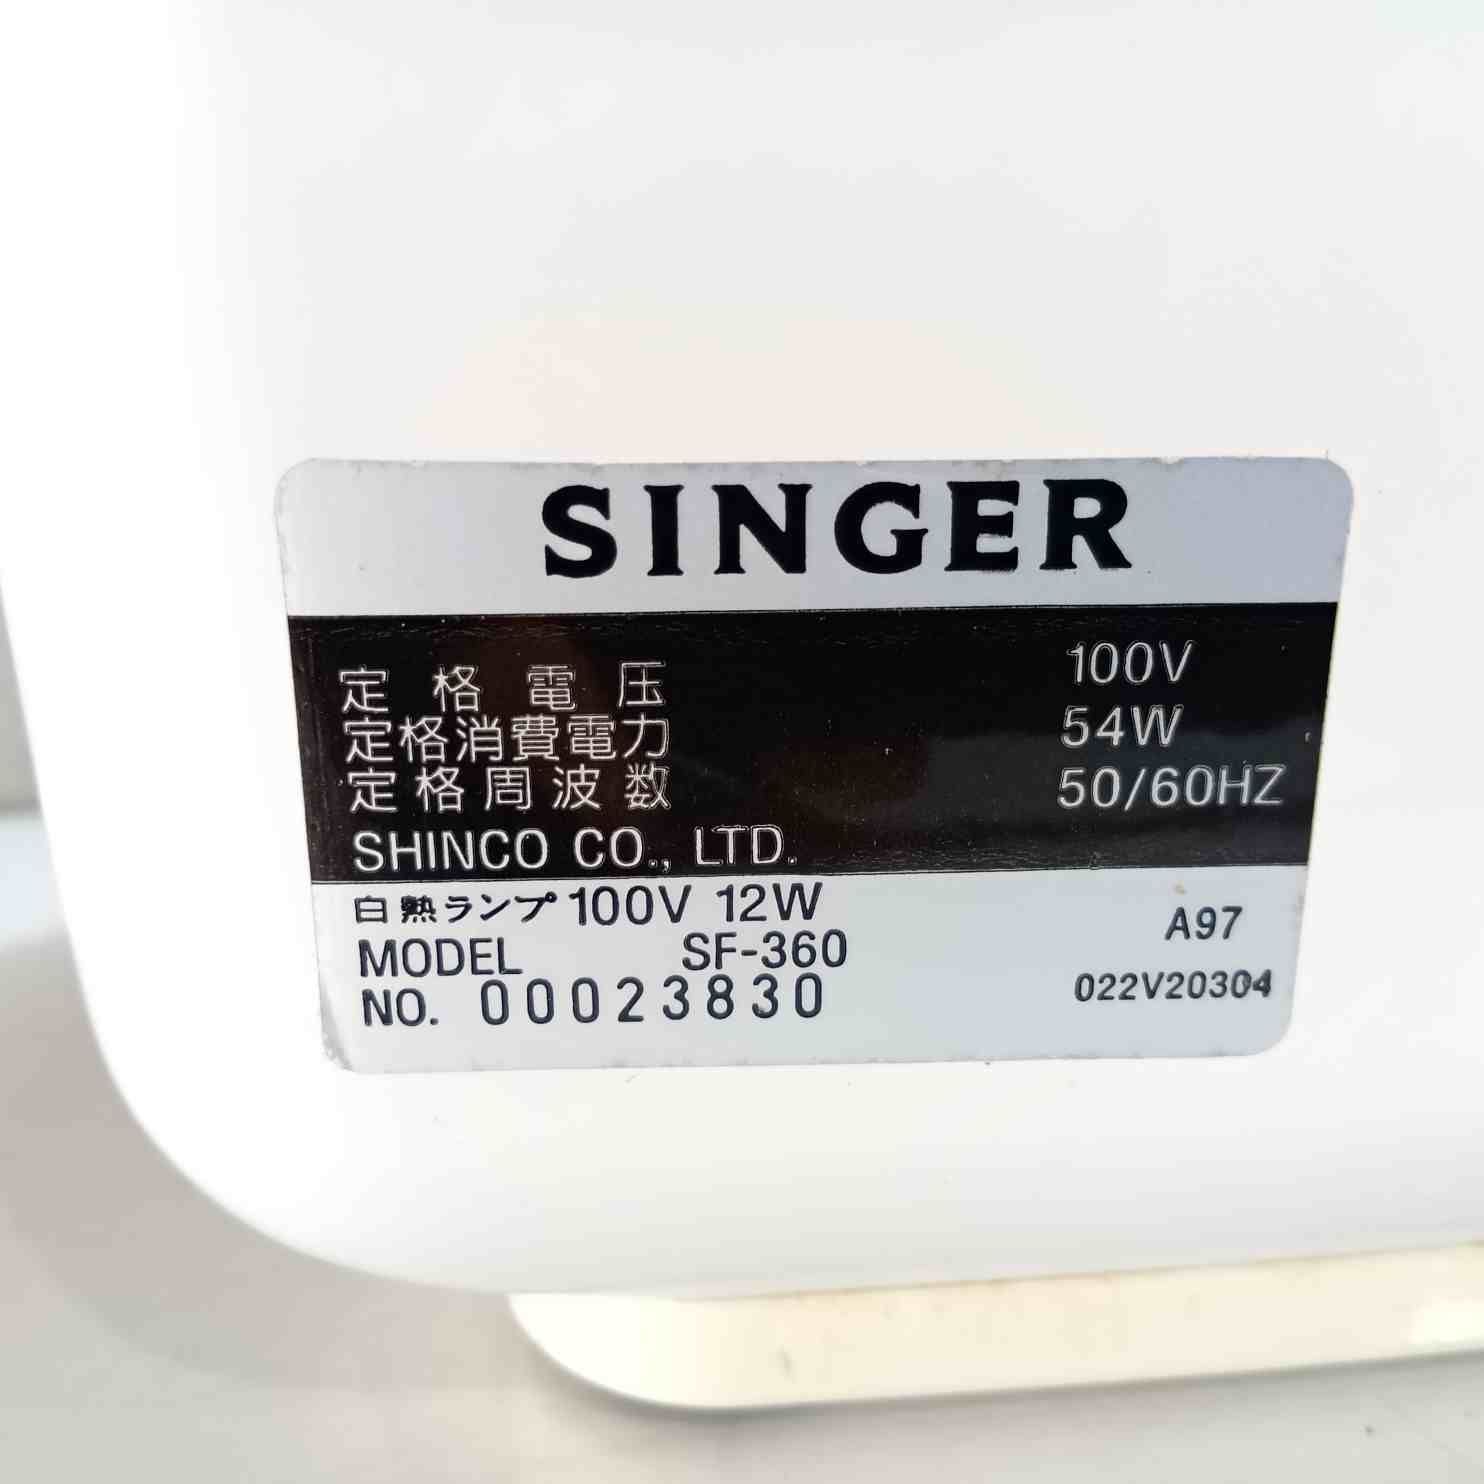 SINGER
定格電圧 100V
定格消費電力 54W
定格周波数 50/60HZ
SHINCO CO., LTD.
白熱ランプ 100V 12W
A97
MODEL SF-360
NO. 00023830
022V20304